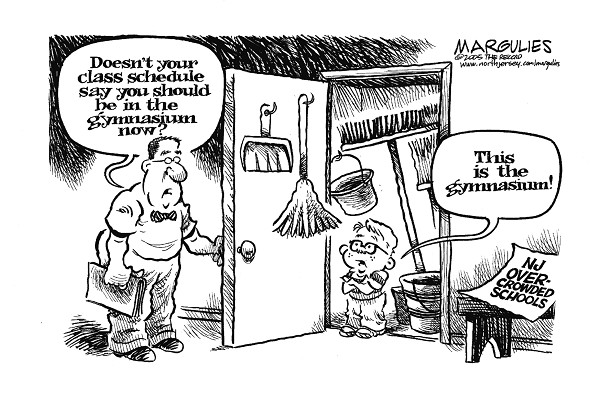 Doesn't your
class schedule
say you should
be in the
gymnasium
now?
MARGULIES
©2005 THE RECORD
www.northjersey.com/margulies
This
is the
gymnasium!
NJ
OVER-
CROWDED
SCHOOLS